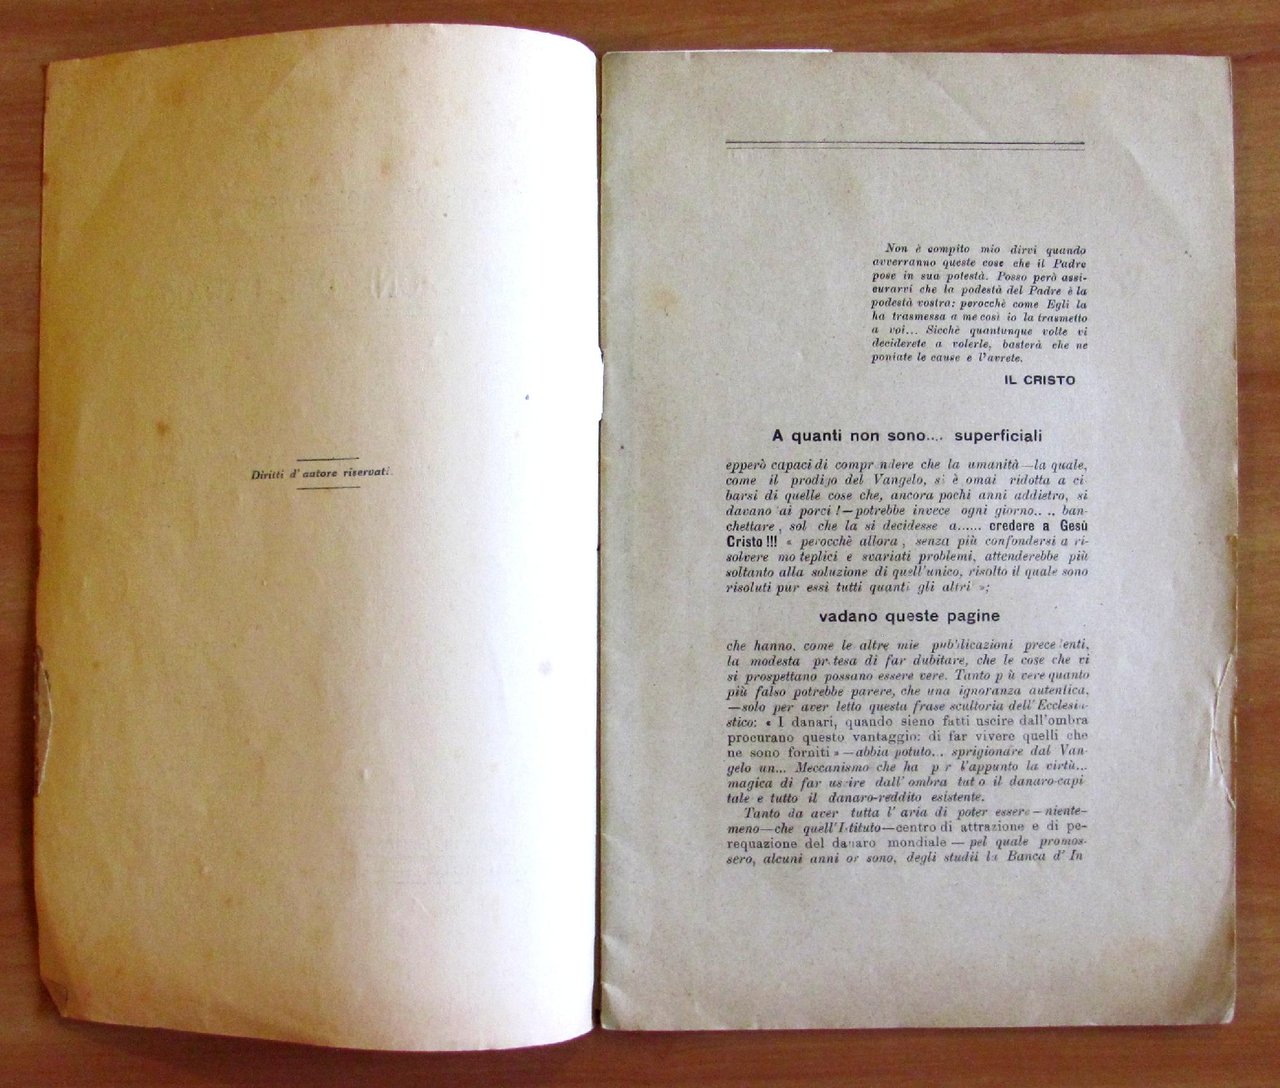 Diritti d'autore riservati.
Non è compito mio dirvi quando
avverranno queste cose che il Padre
pose in sua potestà. Posso però assi-
curarvi che la podestà del Padre è la
podestà vostra; perocchè come Egli la
ha trasmessa a me così io la trasmetto
a voi... Sicchè quantunque volte vi
deciderete a volerle, basterà che ne
poniate le cause e l'avrete.
IL CRISTO
A quanti non sono.... superficiali
epperò capaci di comprendere che la umanità—la quale,
come il prodigo del Vangelo, si è omai ridotta a ci
barsi di quelle cose che, ancora pochi anni addietro, si
davano ai porci!—potrebbe invece ogni giorno.. .. ban-
chettare, sol che la si decidesse a...... credere a Gesù
Cristo!!! « perocchè allora, senza più confondersi a ri-
solvere mo teplici e svariati problemi, attenderebbe più
soltanto alla soluzione di quell'unico, risolto il quale sono
risoluti pur essi tutti quanti gli altri »;
vadano queste pagine
che hanno, come le altre mie pubblicazioni precedenti,
la modesta pretesa di far dubitare, che le cose che vi
si prospettano possano essere vere. Tanto p ù vere quanto
più falso potrebbe parere, che una ignoranza autentica,
—solo per aver letto questa frase scultoria dell'Ecclesia-
stico: « I danari, quando sieno fatti uscire dall'ombra
procurano questo vantaggio: di far vivere quelli che
ne sono forniti »—abbia potuto.. sprigionare dal Van-
gelo un... Meccanismo che ha p r l'appunto la virtù...
magica di far uscire dall'ombra tut o il danaro-capi
tale e tutto il danaro-reddito esistente.
Tanto da aver tutta l'aria di poter essere—niente-
meno—che quell'Istituto—centro di attrazione e di pe-
requazione del danaro mondiale—pel quale promos-
sero, alcuni anni or sono, degli studii la Banca d'In